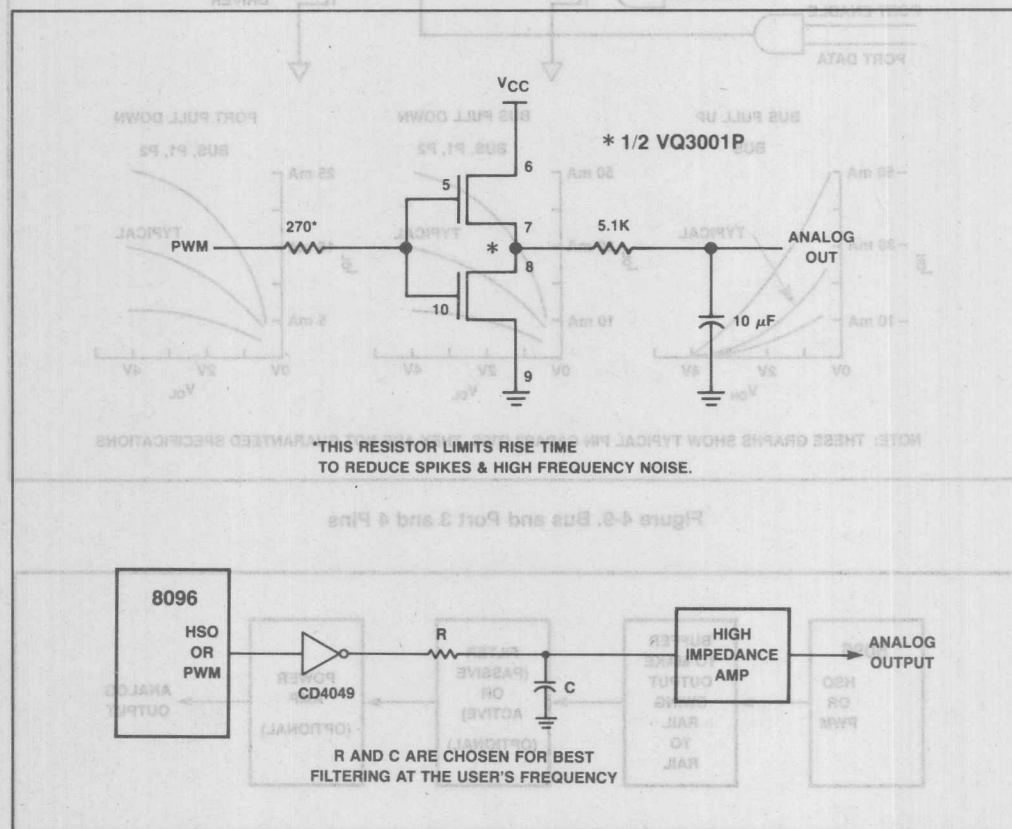 VCC
* 1/2 VQ3001P
6
5
7
270*
5.1K
PWM
*
ANALOG
OUT
8
10
10 μF
9
*THIS RESISTOR LIMITS RISE TIME
TO REDUCE SPIKES & HIGH FREQUENCY NOISE.
8096
HSO
OR
PWM
CD4049
R
C
HIGH
IMPEDANCE
AMP
ANALOG
OUTPUT
R AND C ARE CHOSEN FOR BEST
FILTERING AT THE USER'S FREQUENCY